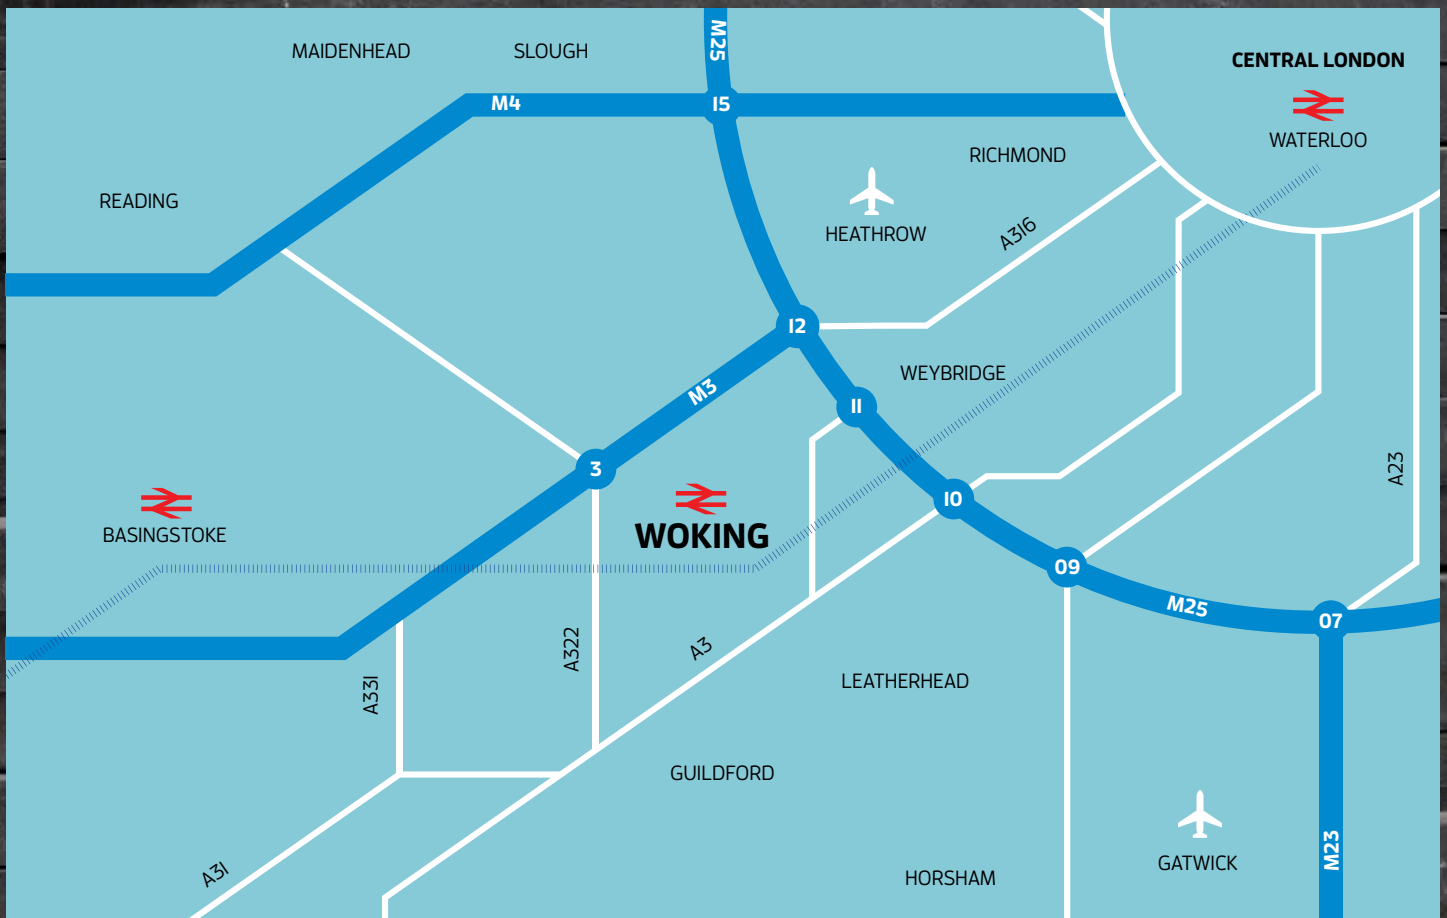 MAIDENHEAD
SLOUGH
M25
CENTRAL LONDON
M4
15
WATERLOO
RICHMOND
READING
HEATHROW
A316
12
WEYBRIDGE
M3
11
3
A23
10
BASINGSTOKE
WOKING
09
M25
07
A322
A3
A331
LEATHERHEAD
GUILDFORD
A31
HORSHAM
GATWICK
M23